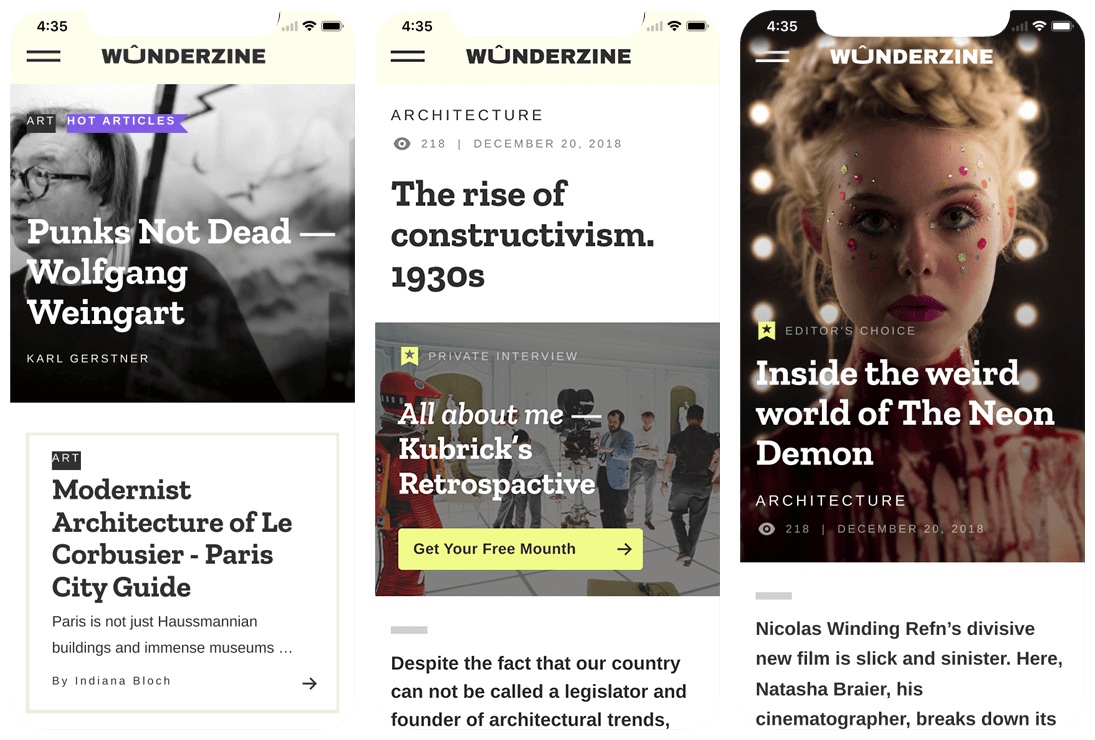 4:35
WÛNDERZINE
ART HOT ARTICLES
Punks Not Dead —
Wolfgang
Weingart
KARL GERSTNER
ART
Modernist
Architecture of Le
Corbusier - Paris
City Guide
Paris is not just Haussmannian
buildings and immense museums ...
By Indiana Bloch
4:35
WÛNDERZINE
ARCHITECTURE
218 | DECEMBER 20, 2018
The rise of
constructivism.
1930s
PRIVATE INTERVIEW
All about me —
Kubrick’s
Retrospactive
Get Your Free Mounth
Despite the fact that our country
can not be called a legislator and
founder of architectural trends,
4:35
WÛNDERZINE
EDITOR'S CHOICE
Inside the weird
world of The Neon
Demon
ARCHITECTURE
218 | DECEMBER 20, 2018
Nicolas Winding Refn’s divisive
new film is slick and sinister. Here,
Natasha Braier, his
cinematographer, breaks down its